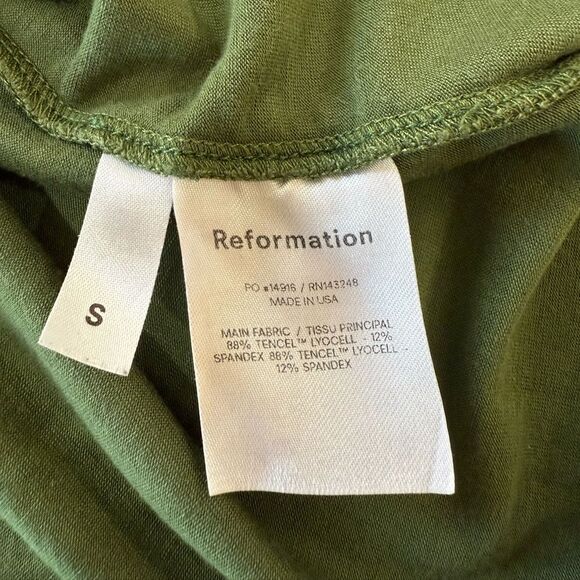 Reformation
PO #14916 / RN143248
MADE IN USA
MAIN FABRIC / TISSU PRINCIPAL
88% TENCEL™ LYOCELL - 12%
SPANDEX 88% TENCEL™ LYOCELL -
12% SPANDEX
S